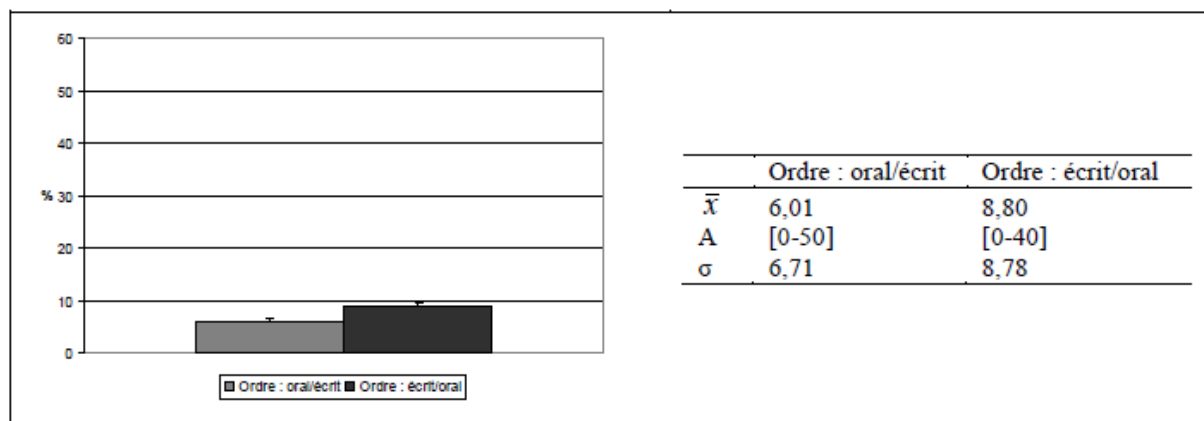 60
50
40
% 30
20
10
0
Ordre : oral/écrit Ordre : écrit/oral
Ordre : oral/écrit Ordre : écrit/oral
x̅ 6,01 8,80
A [0-50] [0-40]
σ 6,71 8,78